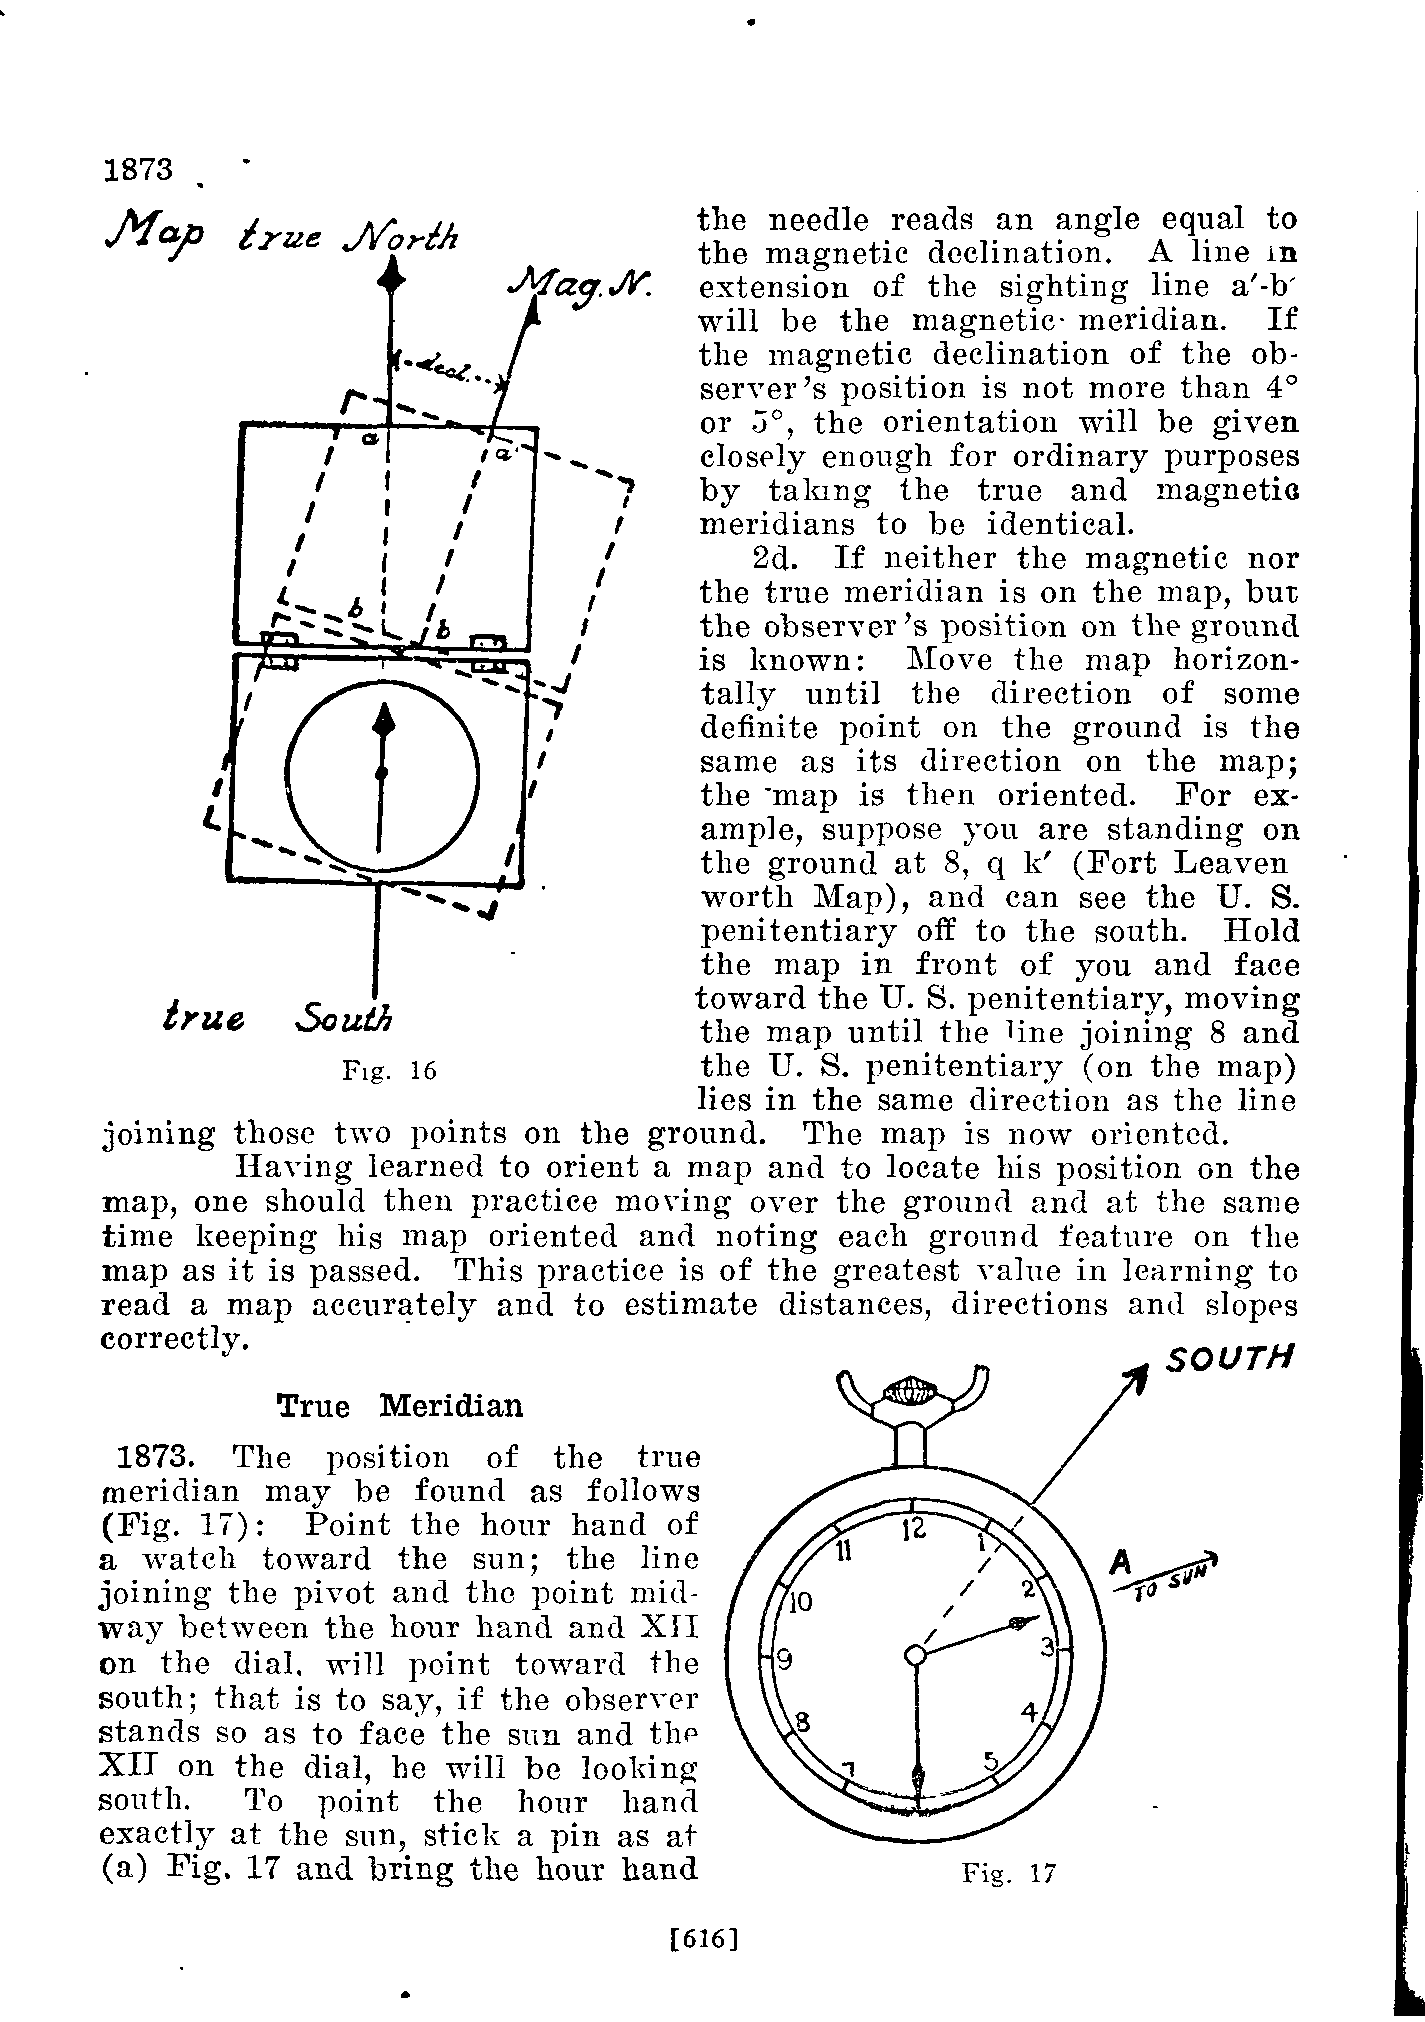 1873
Map true North
Mag. N.
decl.
a
a'
b
b
true South
Fig. 16
the needle reads an angle equal to
the magnetic declination. A line in
extension of the sighting line a′-b′
will be the magnetic meridian. If
the magnetic declination of the ob-
server's position is not more than 4°
or 5°, the orientation will be given
closely enough for ordinary purposes
by taking the true and magnetic
meridians to be identical.
2d. If neither the magnetic nor
the true meridian is on the map, but
the observer's position on the ground
is known: Move the map horizon-
tally until the direction of some
definite point on the ground is the
same as its direction on the map;
the map is then oriented. For ex-
ample, suppose you are standing on
the ground at 8, q k′ (Fort Leaven
worth Map), and can see the U. S.
penitentiary off to the south. Hold
the map in front of you and face
toward the U. S. penitentiary, moving
the map until the line joining 8 and
the U. S. penitentiary (on the map)
lies in the same direction as the line
joining those two points on the ground. The map is now oriented.
Having learned to orient a map and to locate his position on the
map, one should then practice moving over the ground and at the same
time keeping his map oriented and noting each ground feature on the
map as it is passed. This practice is of the greatest value in learning to
read a map accurately and to estimate distances, directions and slopes
correctly.
True Meridian
1873. The position of the true
meridian may be found as follows
(Fig. 17): Point the hour hand of
a watch toward the sun; the line
joining the pivot and the point mid-
way between the hour hand and XII
on the dial, will point toward the
south; that is to say, if the observer
stands so as to face the sun and the
XII on the dial, he will be looking
south. To point the hour hand
exactly at the sun, stick a pin as at
(a) Fig. 17 and bring the hour hand
SOUTH
A
TO SUN
12
1
2
3
4
5
7
8
9
10
11
Fig. 17
[616]